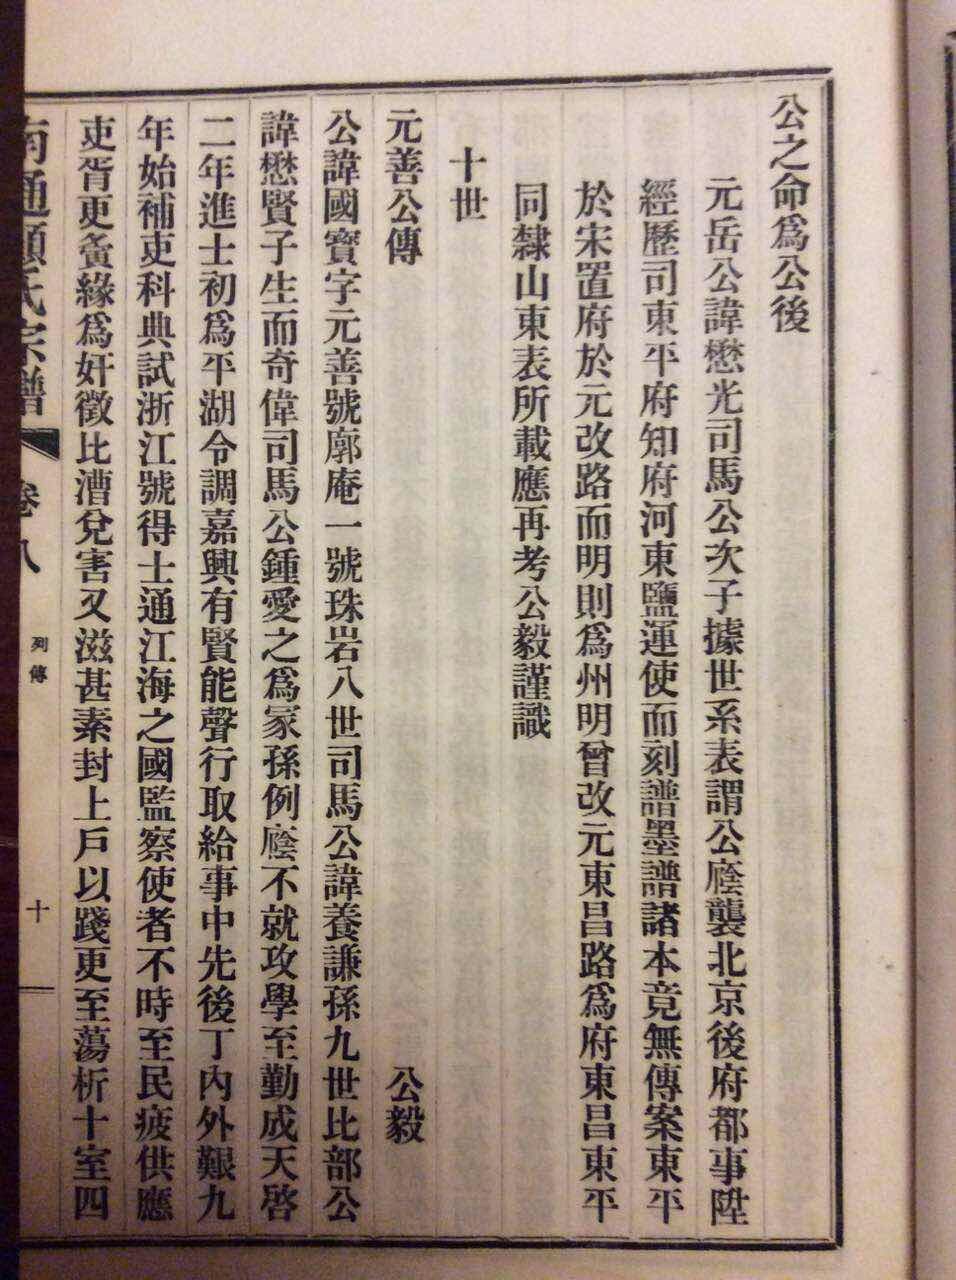 公之命爲公後
元岳公諱懋光司馬公次子據世系表謂公廕襲北京後府都事陞
經歷司東平府知府河東鹽運使而刻譜墨譜諸本竟無傳案東平
於宋置府於元改路而明則爲州明曾改元東昌路爲府東昌東平
同隸山東表所載應再考公毅謹識
十世
元善公傳 公毅
公諱國寶字元善號廓庵一號珠岩八世司馬公諱養謙孫九世比部公
諱懋賢子生而奇偉司馬公鍾愛之爲冢孫例廕不就攻學至勤成天啓
二年進士初爲平湖令調嘉興有賢能聲行取給事中先後丁內外艱九
年始補吏科典試浙江號得士通江海之國監察使者不時至民疲供應
吏胥更夤緣爲奸徵比漕兌害又滋甚素封上戶以踐更至蕩析十室四
南通顧氏宗譜 卷八 列傳 十